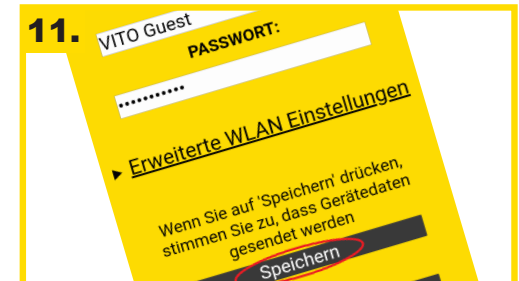 11.
VITO Guest
PASSWORT:
•••••••••••
► Erweiterte WLAN Einstellungen
Wenn Sie auf 'Speichern' drücken,
stimmen Sie zu, dass Gerätedaten
gesendet werden
Speichern